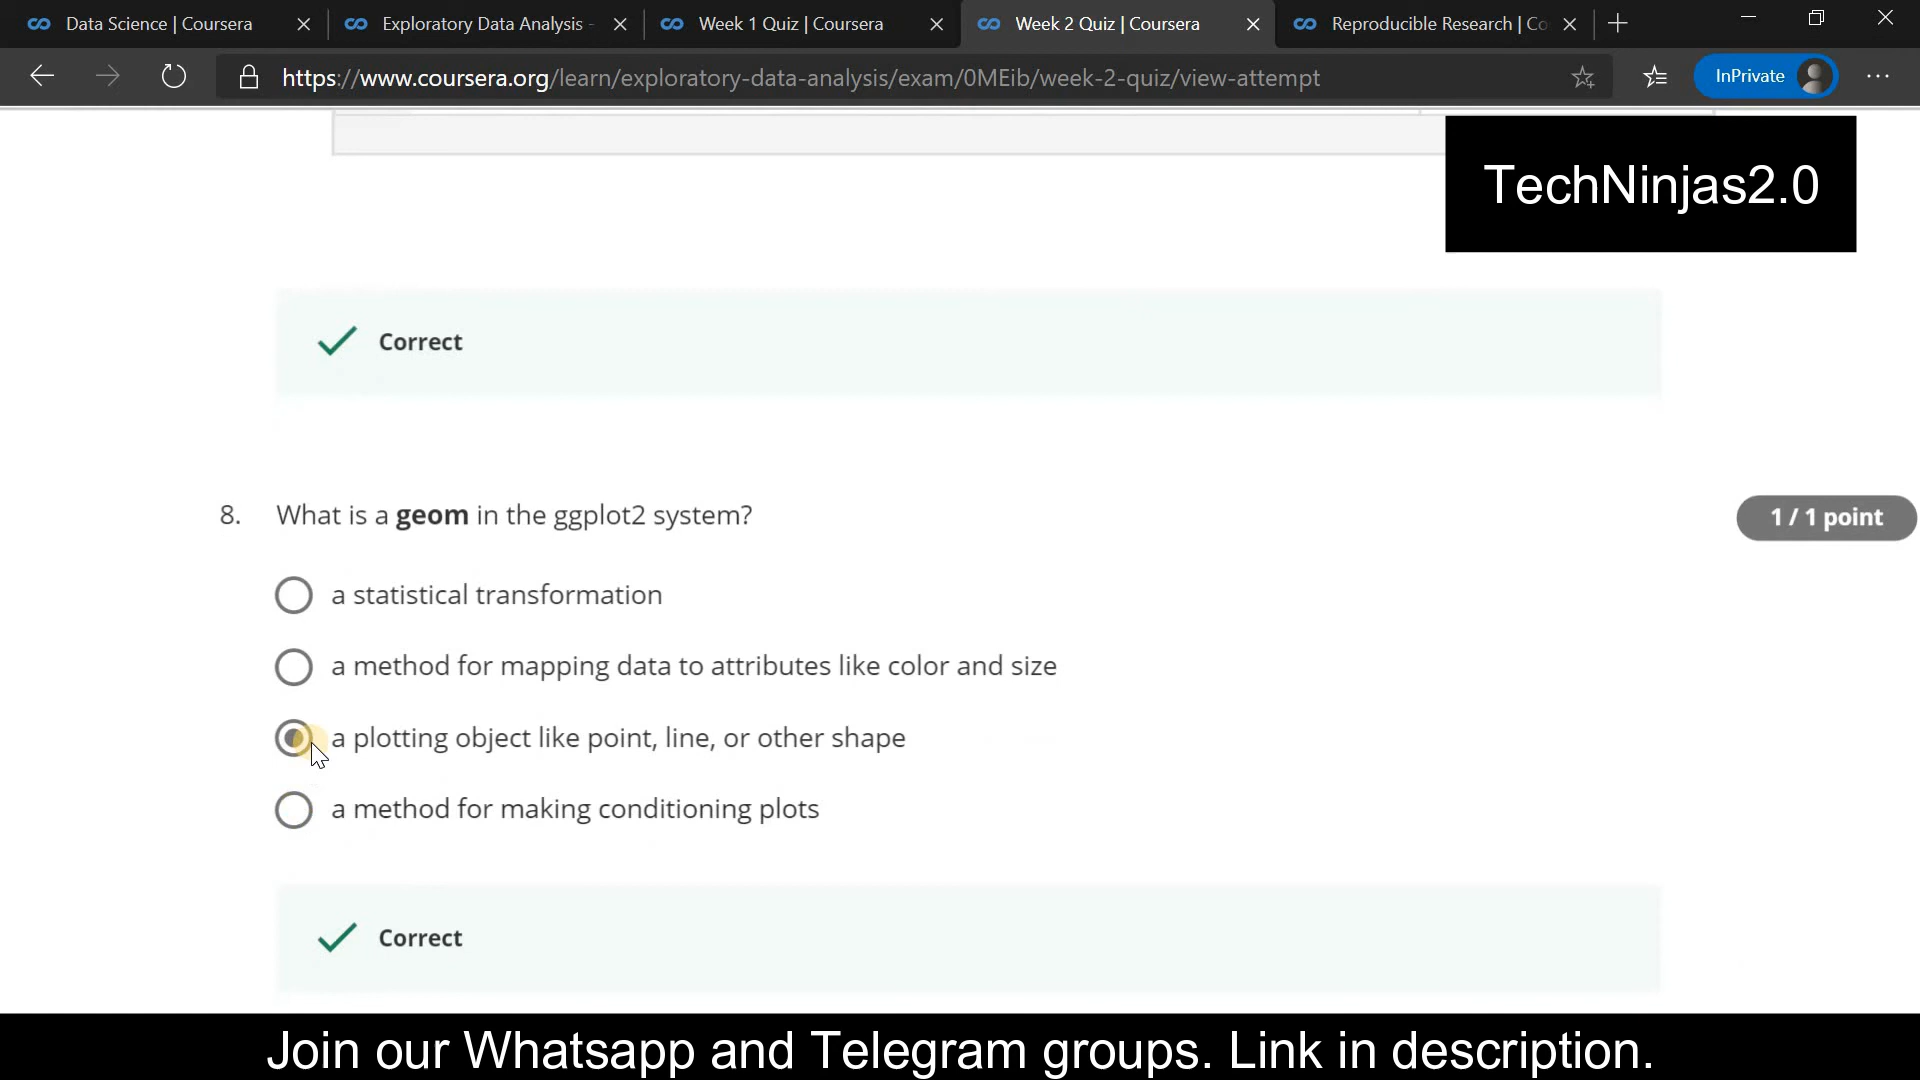 Data Science | Coursera
Exploratory Data Analysis -
Week 1 Quiz | Coursera
Week 2 Quiz | Coursera
Reproducible Research | Co
https://www.coursera.org/learn/exploratory-data-analysis/exam/0MEib/week-2-quiz/view-attempt
InPrivate
TechNinjas2.0
Correct
8. What is a geom in the ggplot2 system?
1 / 1 point
a statistical transformation
a method for mapping data to attributes like color and size
a plotting object like point, line, or other shape
a method for making conditioning plots
Correct
Join our Whatsapp and Telegram groups. Link in description.